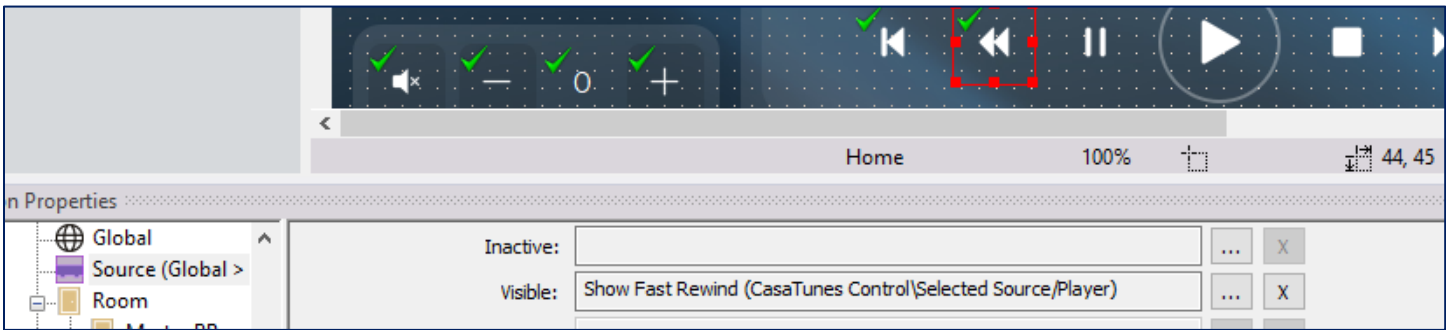 0
Home 100% 44, 45
n Properties
Global
Source (Global >
Room
Inactive: ... X
Visible: Show Fast Rewind (CasaTunes Control\Selected Source/Player) ... X